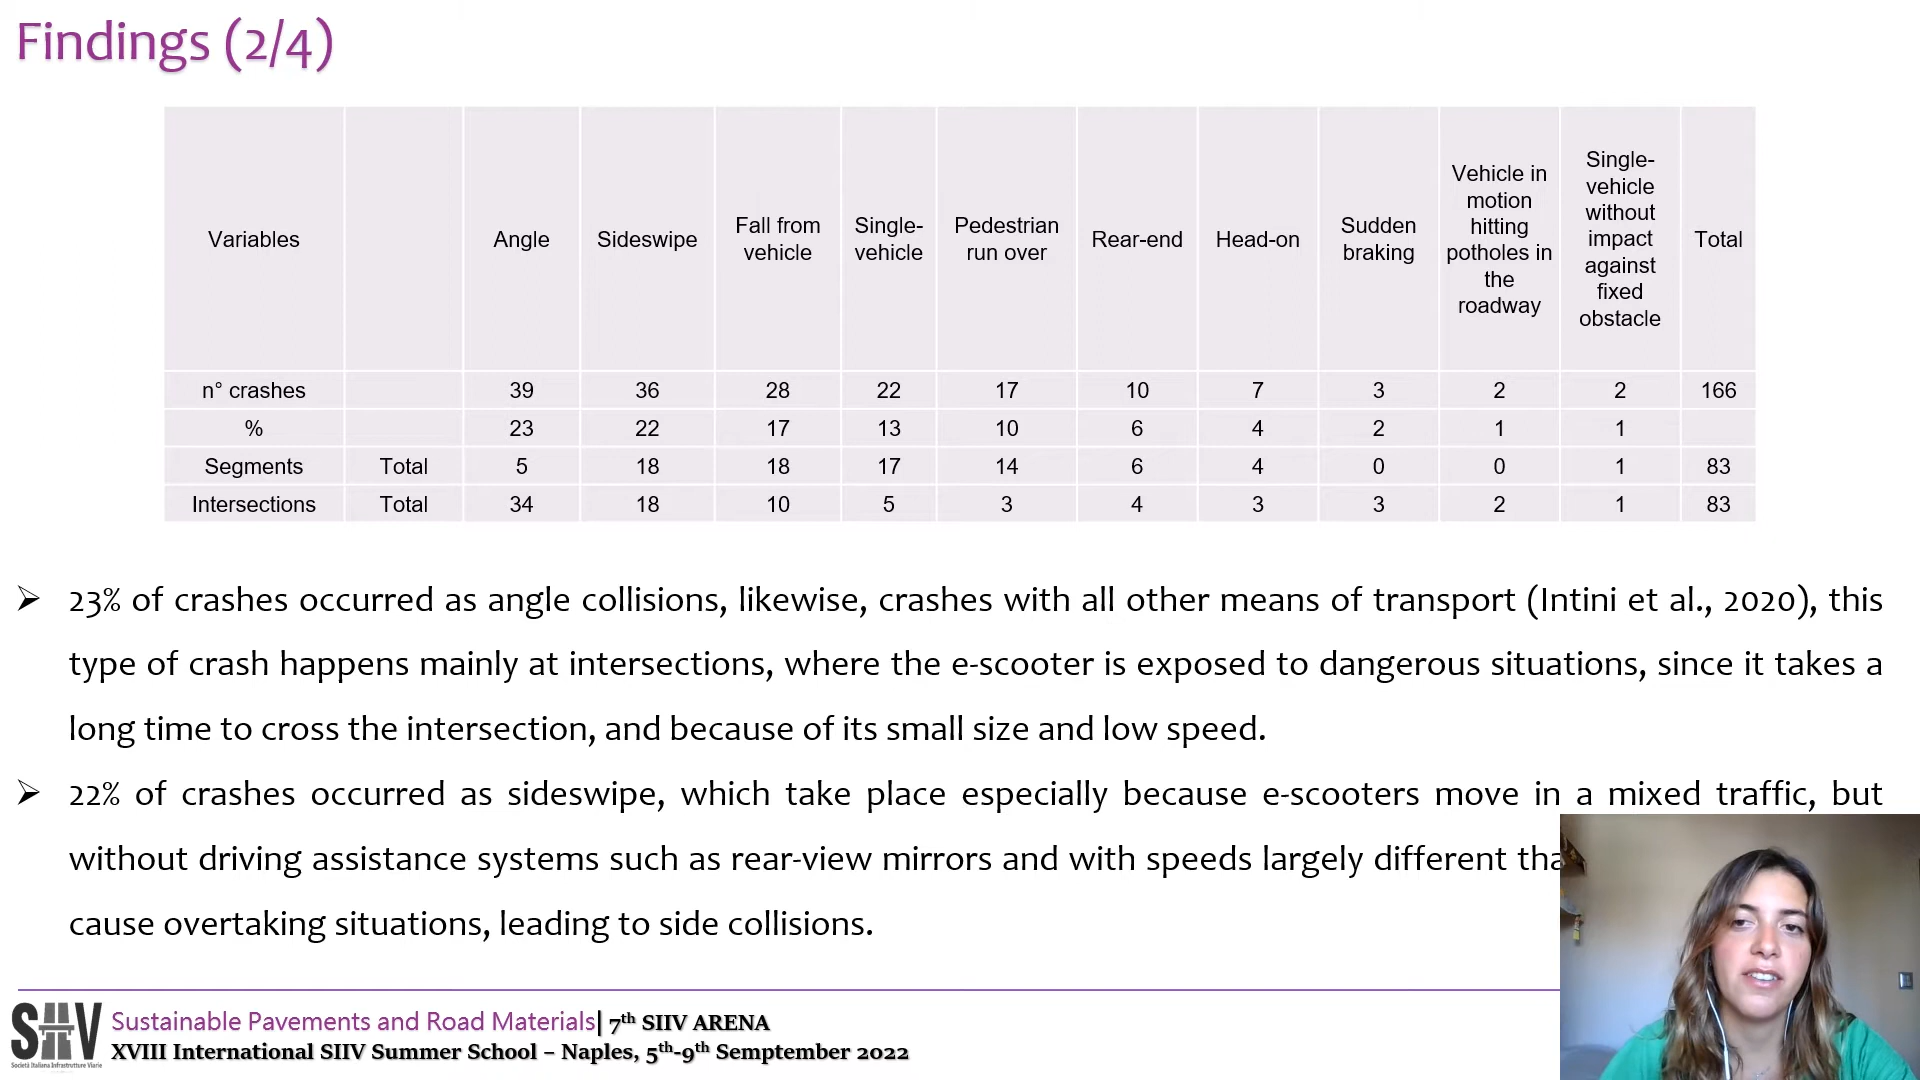 Findings (2/4)
Variables Angle Sideswipe Fall from vehicle Single-vehicle Pedestrian run over Rear-end Head-on Sudden braking Vehicle in motion hitting potholes in the roadway Single-vehicle without impact against fixed obstacle Total
n° crashes 39 36 28 22 17 10 7 3 2 2 166
% 23 22 17 13 10 6 4 2 1 1
Segments Total 5 18 18 17 14 6 4 0 0 1 83
Intersections Total 34 18 10 5 3 4 3 3 2 1 83
➢ 23% of crashes occurred as angle collisions, likewise, crashes with all other means of transport (Intini et al., 2020), this
type of crash happens mainly at intersections, where the e-scooter is exposed to dangerous situations, since it takes a
long time to cross the intersection, and because of its small size and low speed.
➢ 22% of crashes occurred as sideswipe, which take place especially because e-scooters move in a mixed traffic, but
without driving assistance systems such as rear-view mirrors and with speeds largely different
cause overtaking situations, leading to side collisions.
SIIV
Società Italiana Infrastrutture Viarie
Sustainable Pavements and Road Materials| 7th SIIV ARENA
XVIII International SIIV Summer School – Naples, 5th-9th Semptember 2022